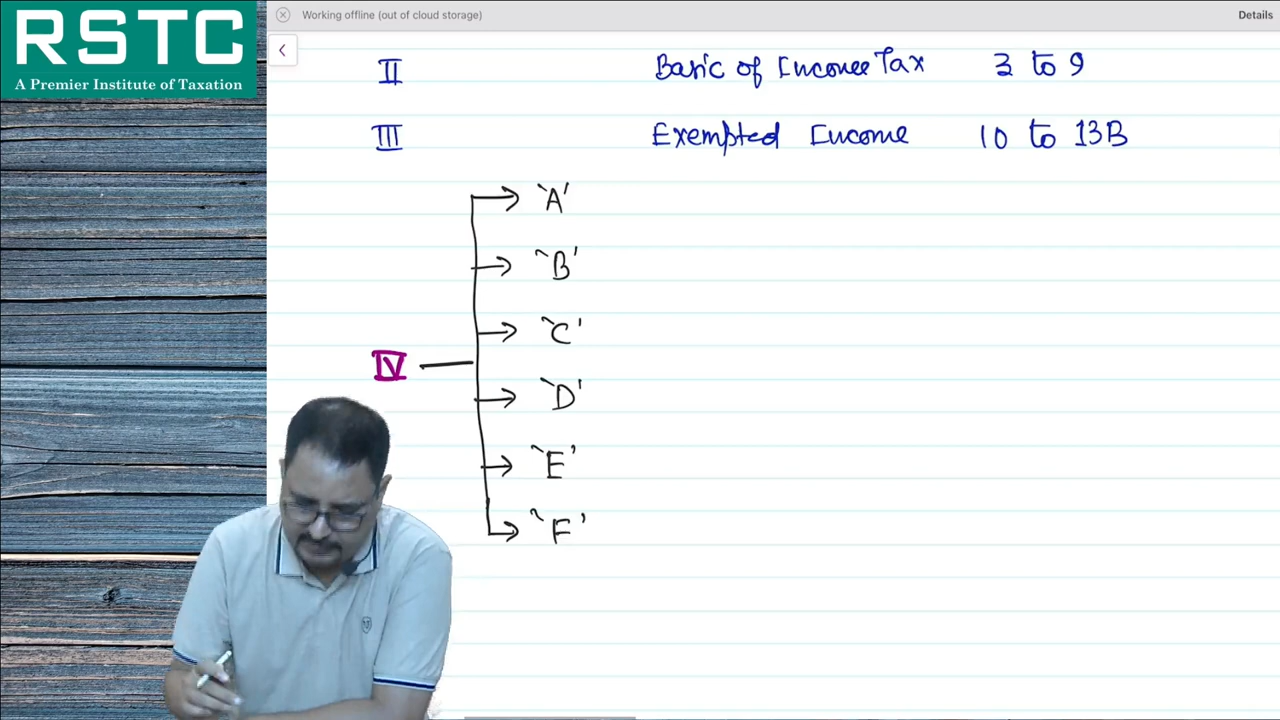 RSTC
A Premier Institute of Taxation
Working offline (out of cloud storage)
Details
II Basic of Income Tax 3 to 9
III Exempted Income 10 to 13B
`A'
`B'
`C'
IV
`D'
`E'
`F'